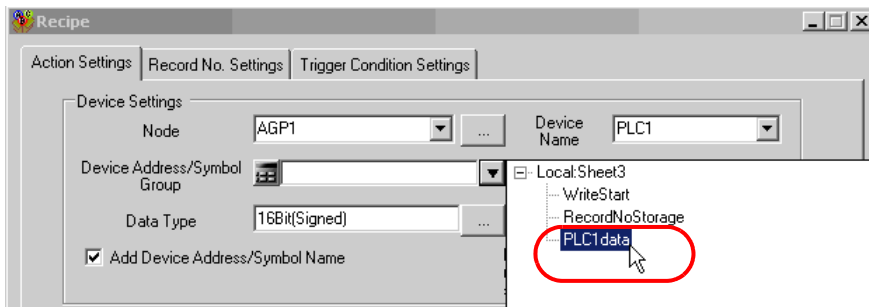 Recipe
Action Settings Record No. Settings Trigger Condition Settings
Device Settings
Node AGP1 ... Device Name PLC1
Device Address/Symbol Group
Local:Sheet3
WriteStart
RecordNoStorage
PLC1data
Data Type 16Bit(Signed) ...
Add Device Address/Symbol Name